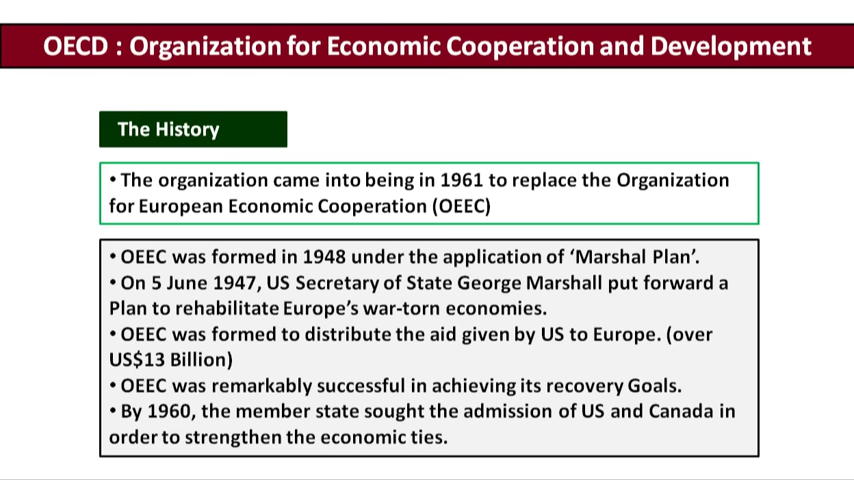 OECD : Organization for Economic Cooperation and Development
The History
• The organization came into being in 1961 to replace the Organization
for European Economic Cooperation (OEEC)
• OEEC was formed in 1948 under the application of ‘Marshal Plan’.
• On 5 June 1947, US Secretary of State George Marshall put forward a
Plan to rehabilitate Europe’s war-torn economies.
• OEEC was formed to distribute the aid given by US to Europe. (over
US$13 Billion)
• OEEC was remarkably successful in achieving its recovery Goals.
• By 1960, the member state sought the admission of US and Canada in
order to strengthen the economic ties.